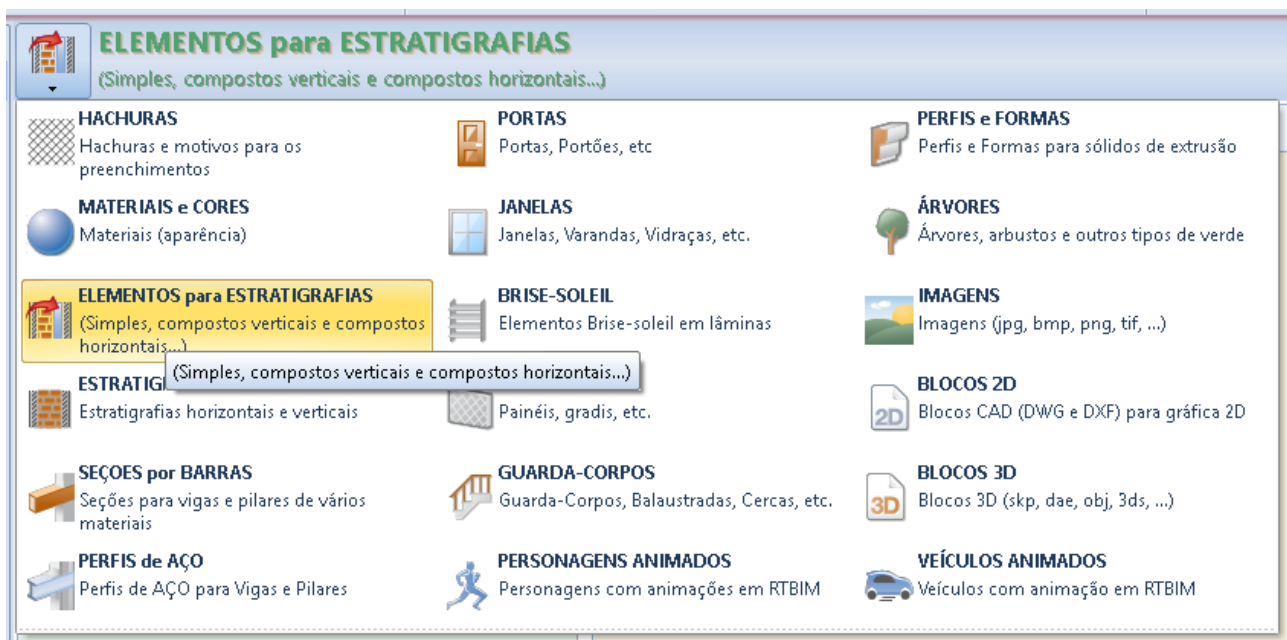 ELEMENTOS para ESTRATIGRAFIAS
(Simples, compostos verticais e compostos horizontais...)
HACHURAS
Hachuras e motivos para os
preenchimentos
PORTAS
Portas, Portões, etc
PERFIS e FORMAS
Perfis e Formas para sólidos de extrusão
MATERIAIS e CORES
Materiais (aparência)
JANELAS
Janelas, Varandas, Vidraças, etc.
ÁRVORES
Árvores, arbustos e outros tipos de verde
ELEMENTOS para ESTRATIGRAFIAS
(Simples, compostos verticais e compostos
horizontais...)
BRISE-SOLEIL
Elementos Brise-soleil em lâminas
IMAGENS
Imagens (jpg, bmp, png, tif, ...)
(Simples, compostos verticais e compostos horizontais...)
Estratigrafias horizontais e verticais
Painéis, gradis, etc.
BLOCOS 2D
2D
Blocos CAD (DWG e DXF) para gráfica 2D
SEÇOES por BARRAS
Seções para vigas e pilares de vários
materiais
GUARDA-CORPOS
Guarda-Corpos, Balaustradas, Cercas, etc.
BLOCOS 3D
3D
Blocos 3D (skp, dae, obj, 3ds, ...)
PERFIS de AÇO
Perfis de AÇO para Vigas e Pilares
PERSONAGENS ANIMADOS
Personagens com animações em RTBIM
VEÍCULOS ANIMADOS
Veículos com animação em RTBIM